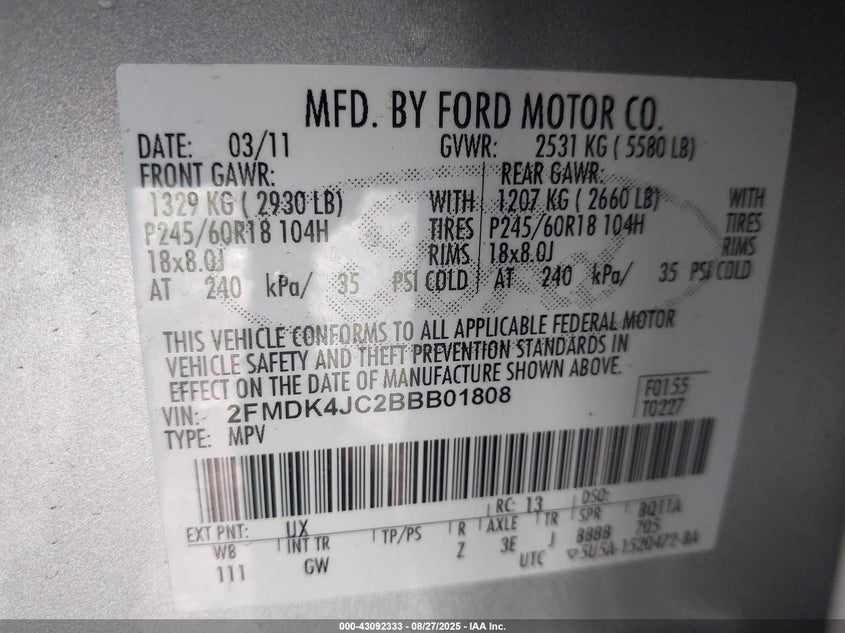 MFD. BY FORD MOTOR CO.
DATE: 03/11 GVWR: 2531 KG ( 5580 LB)
FRONT GAWR: REAR GAWR:
1329 KG ( 2930 LB) WITH 1207 KG ( 2660 LB) WITH
P245/60R18 104H TIRES P245/60R18 104H TIRES
18x8.0J RIMS 18x8.0J RIMS
AT 240 kPa/ 35 PSI COLD AT 240 kPa/ 35 PSI COLD
THIS VEHICLE CONFORMS TO ALL APPLICABLE FEDERAL MOTOR
VEHICLE SAFETY AND THEFT PREVENTION STANDARDS IN
EFFECT ON THE DATE OF MANUFACTURE SHOWN ABOVE.
VIN: 2FMDK4JC2BBB01808 F0155
TYPE: MPV T0227
EXT PNT: UX RC: 13 DSO:
WB INT TR TP/PS R AXLE TR SPR BQ11A
111 GW Z 3E J BBBB 705
UTC ▽5U5A-1520472-BA
000-43092333 - 08/27/2025 - IAA Inc.